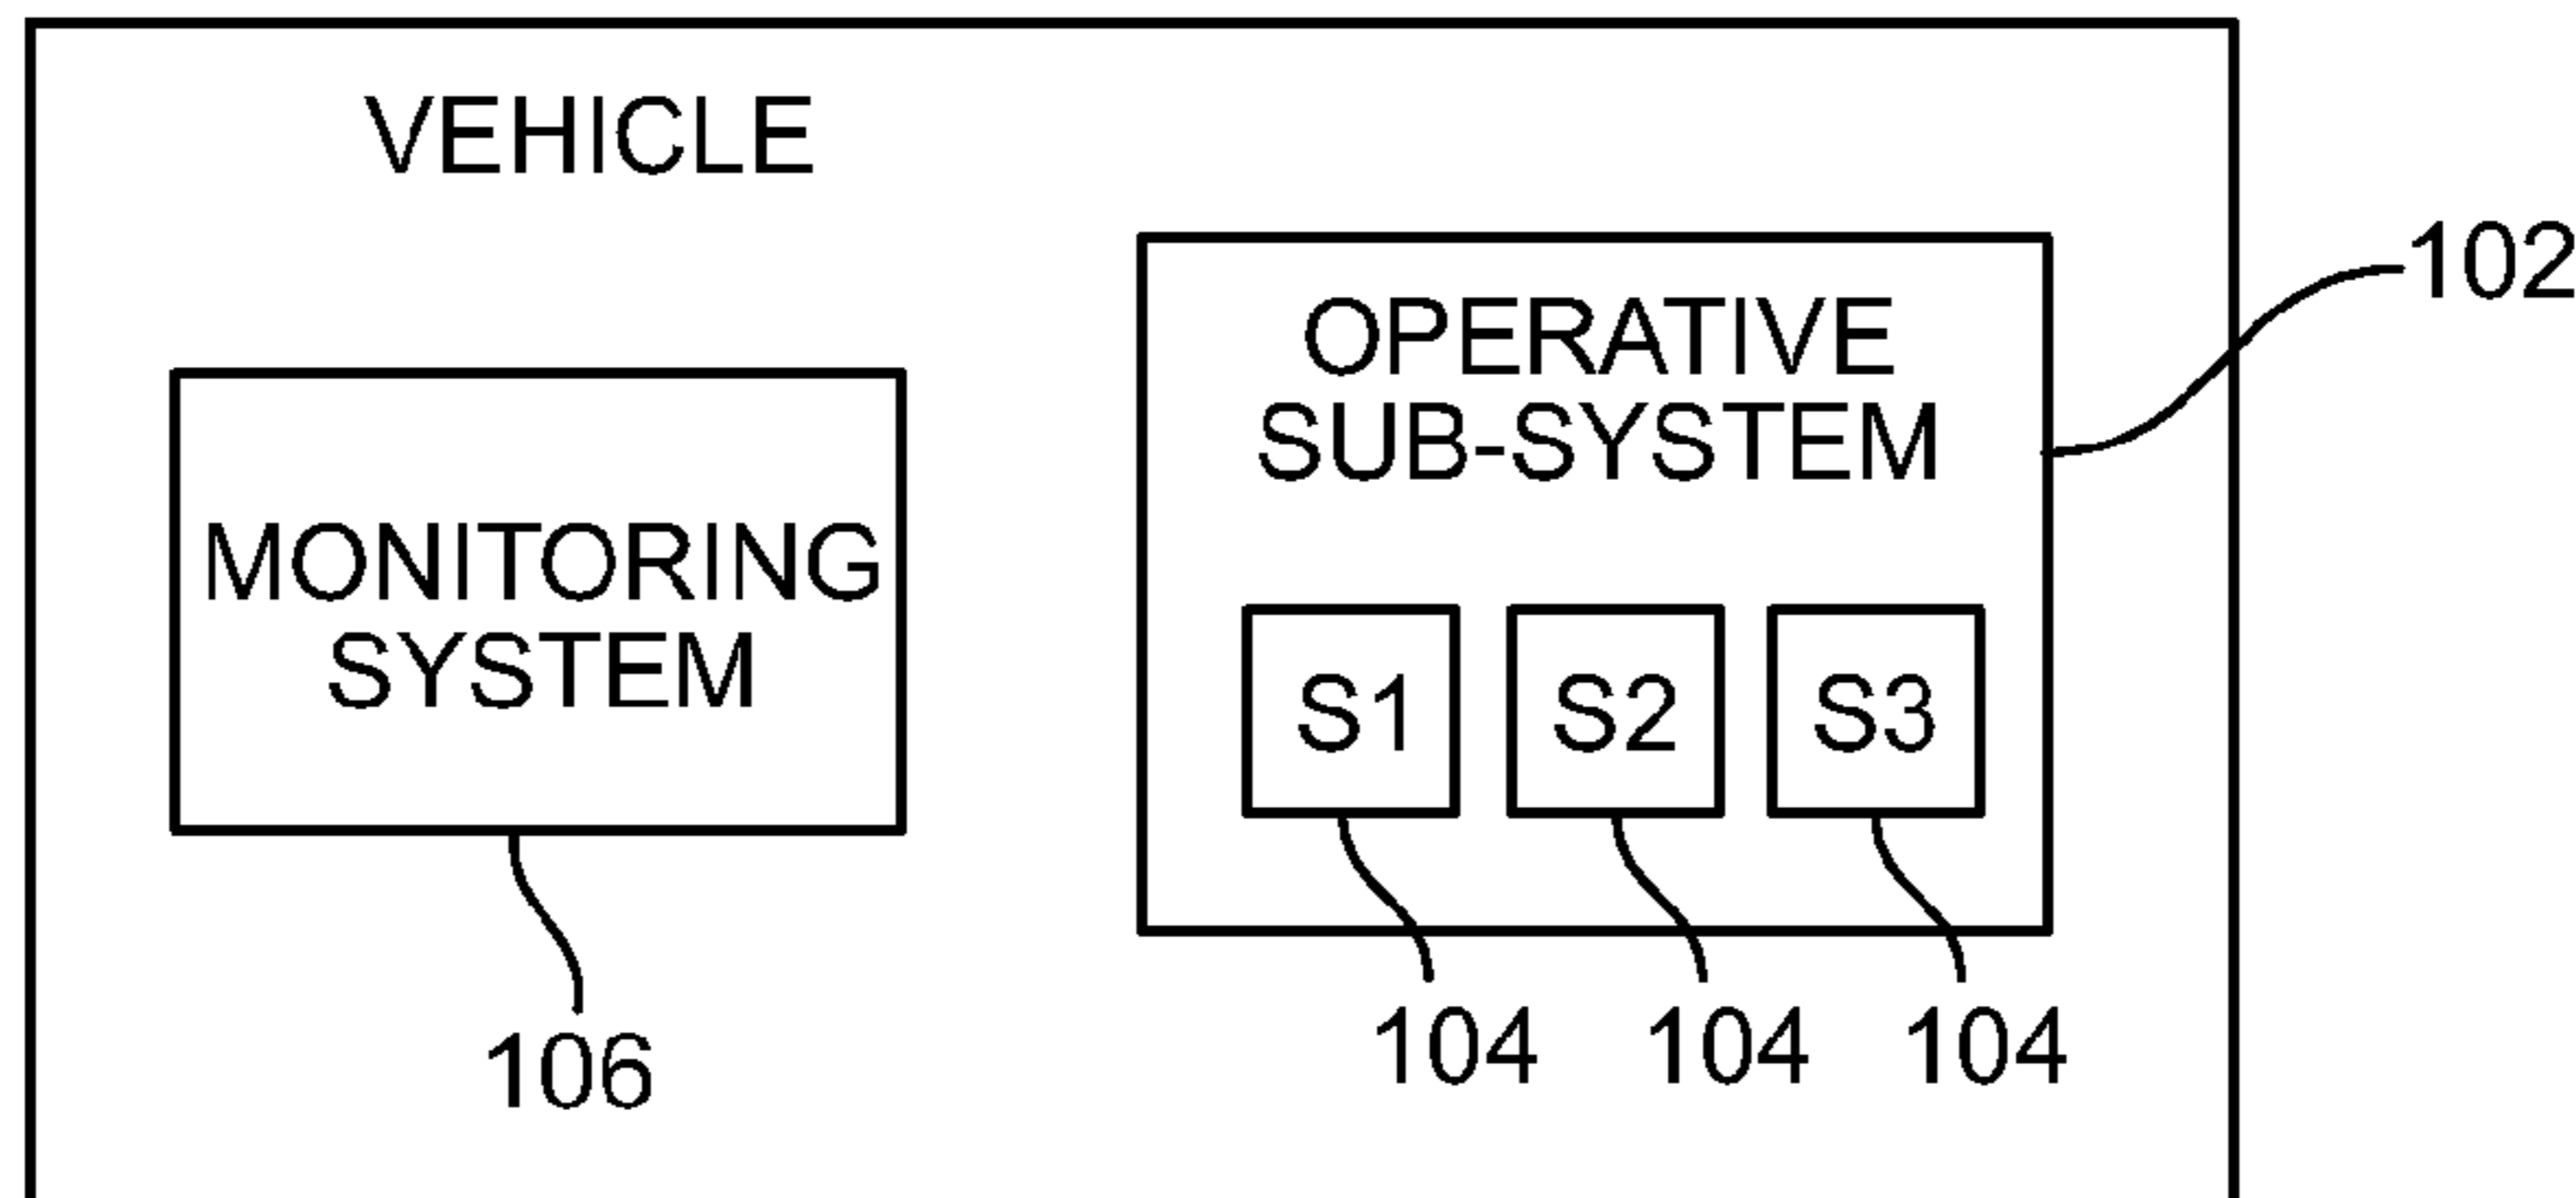 VEHICLE
OPERATIVE
SUB-SYSTEM
102
MONITORING
SYSTEM
S1 S2 S3
104 104 104
106